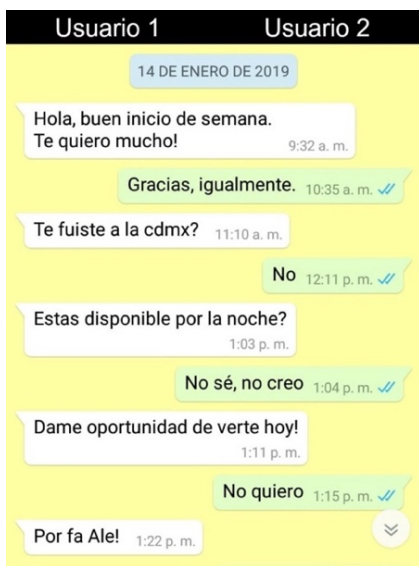 Usuario 1 Usuario 2
14 DE ENERO DE 2019
Hola, buen inicio de semana.
Te quiero mucho! 9:32 a. m.
Gracias, igualmente. 10:35 a. m.
Te fuiste a la cdmx? 11:10 a. m.
No 12:11 p. m.
Estas disponible por la noche?
1:03 p. m.
No sé, no creo 1:04 p. m.
Dame oportunidad de verte hoy!
1:11 p. m.
No quiero 1:15 p. m.
Por fa Ale! 1:22 p. m.